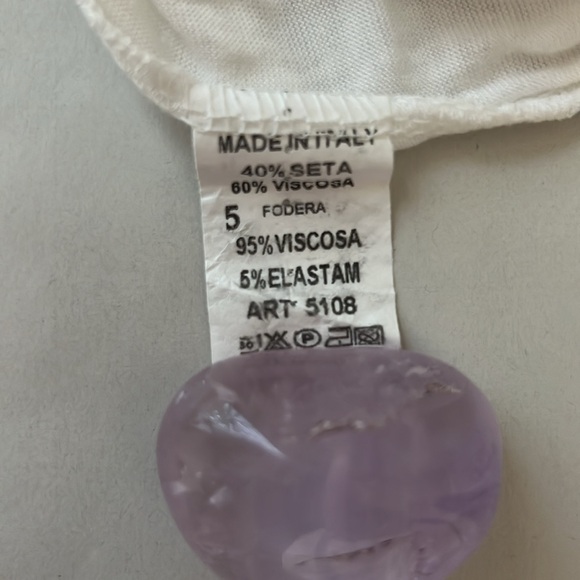 MADE IN ITALY
40% SETA
60% VISCOSA
5 FODERA
95% VISCOSA
5% ELASTAM
ART 5108
P